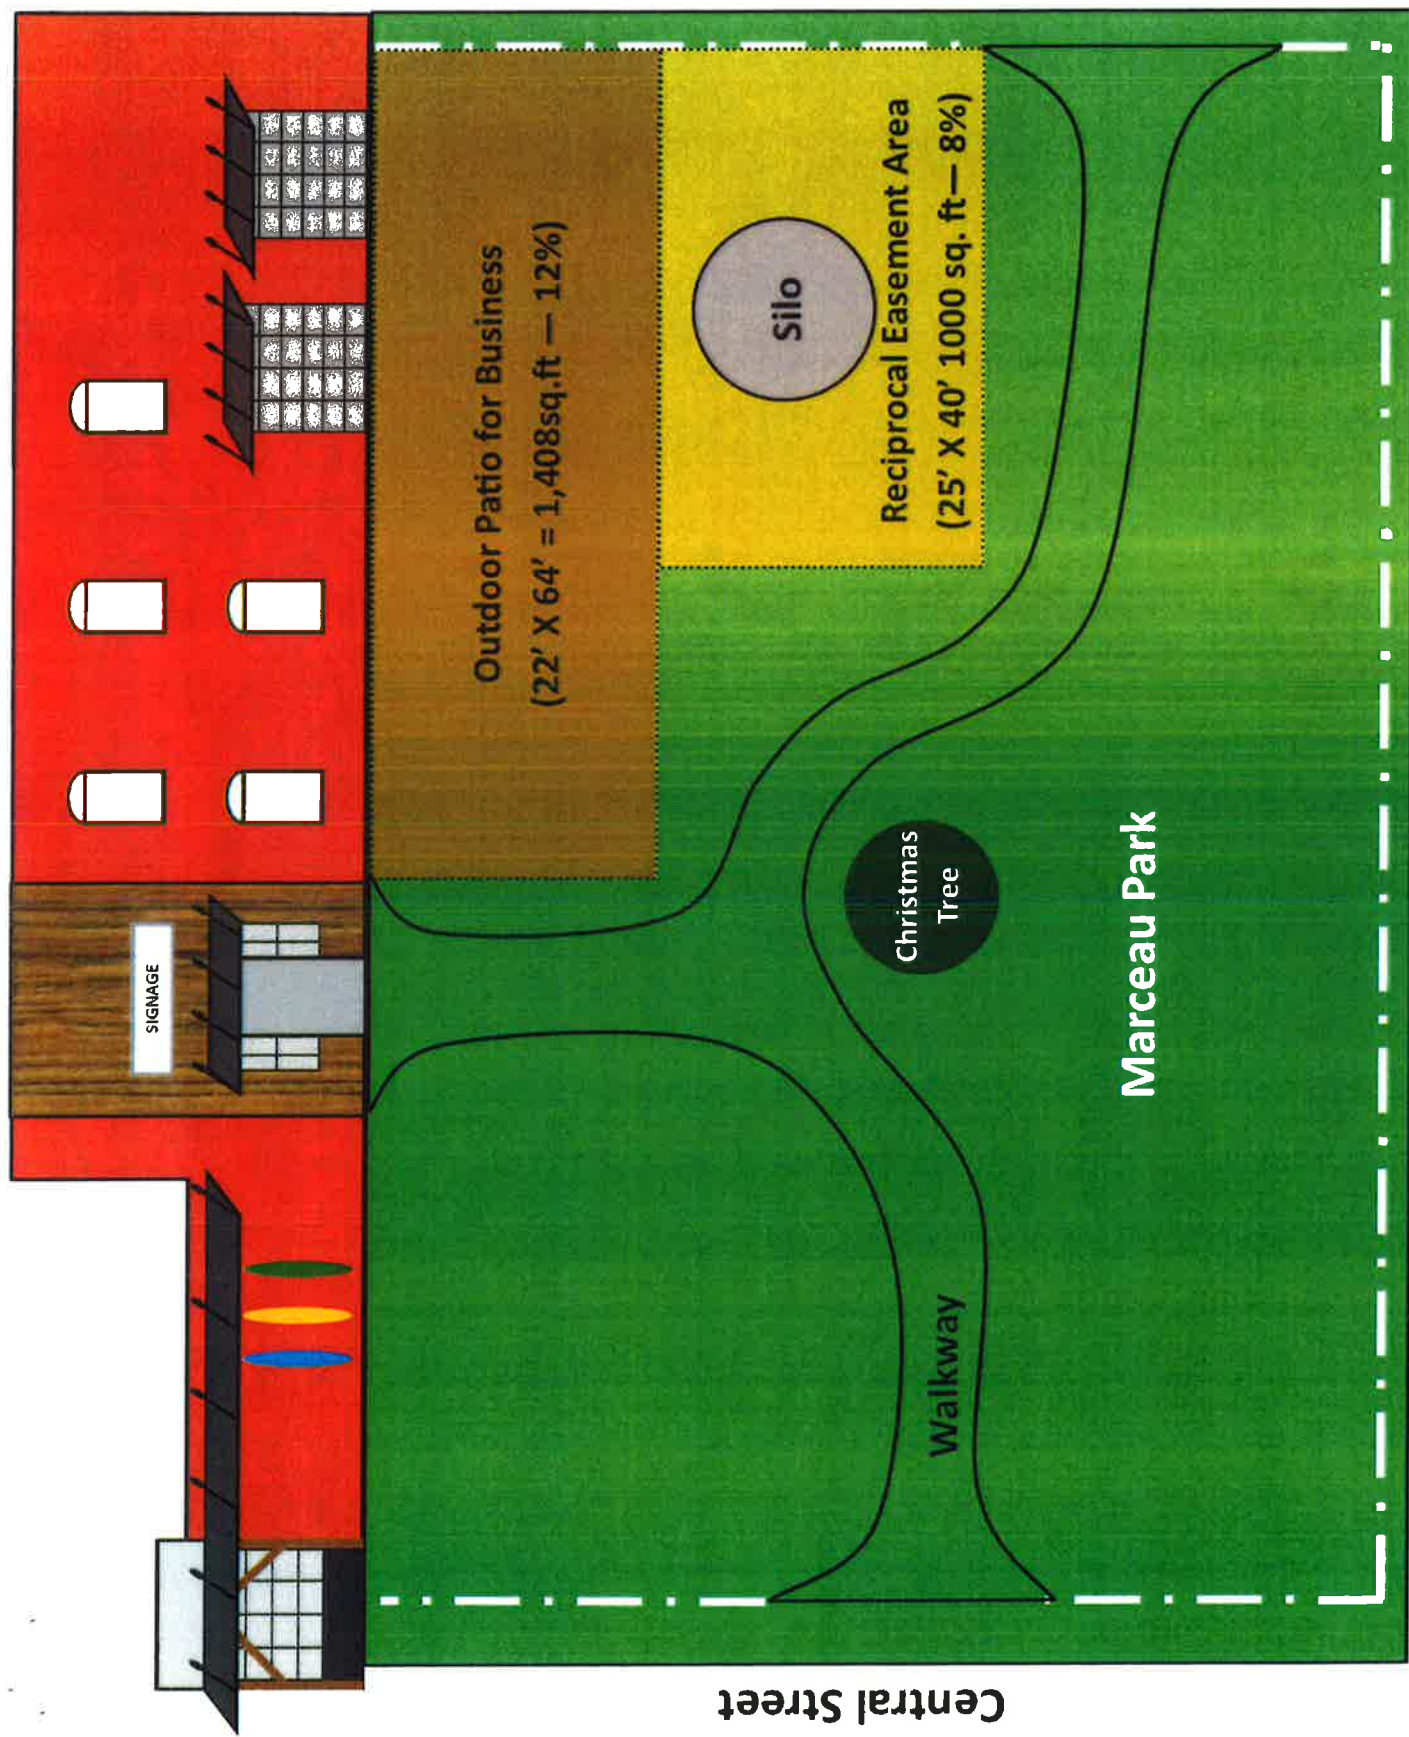 SIGNAGE
Outdoor Patio for Business
(22' X 64' = 1,408sq.ft — 12%)
Silo
Reciprocal Easement Area
(25' X 40' 1000 sq. ft— 8%)
Christmas
Tree
Walkway
Marceau Park
Central Street